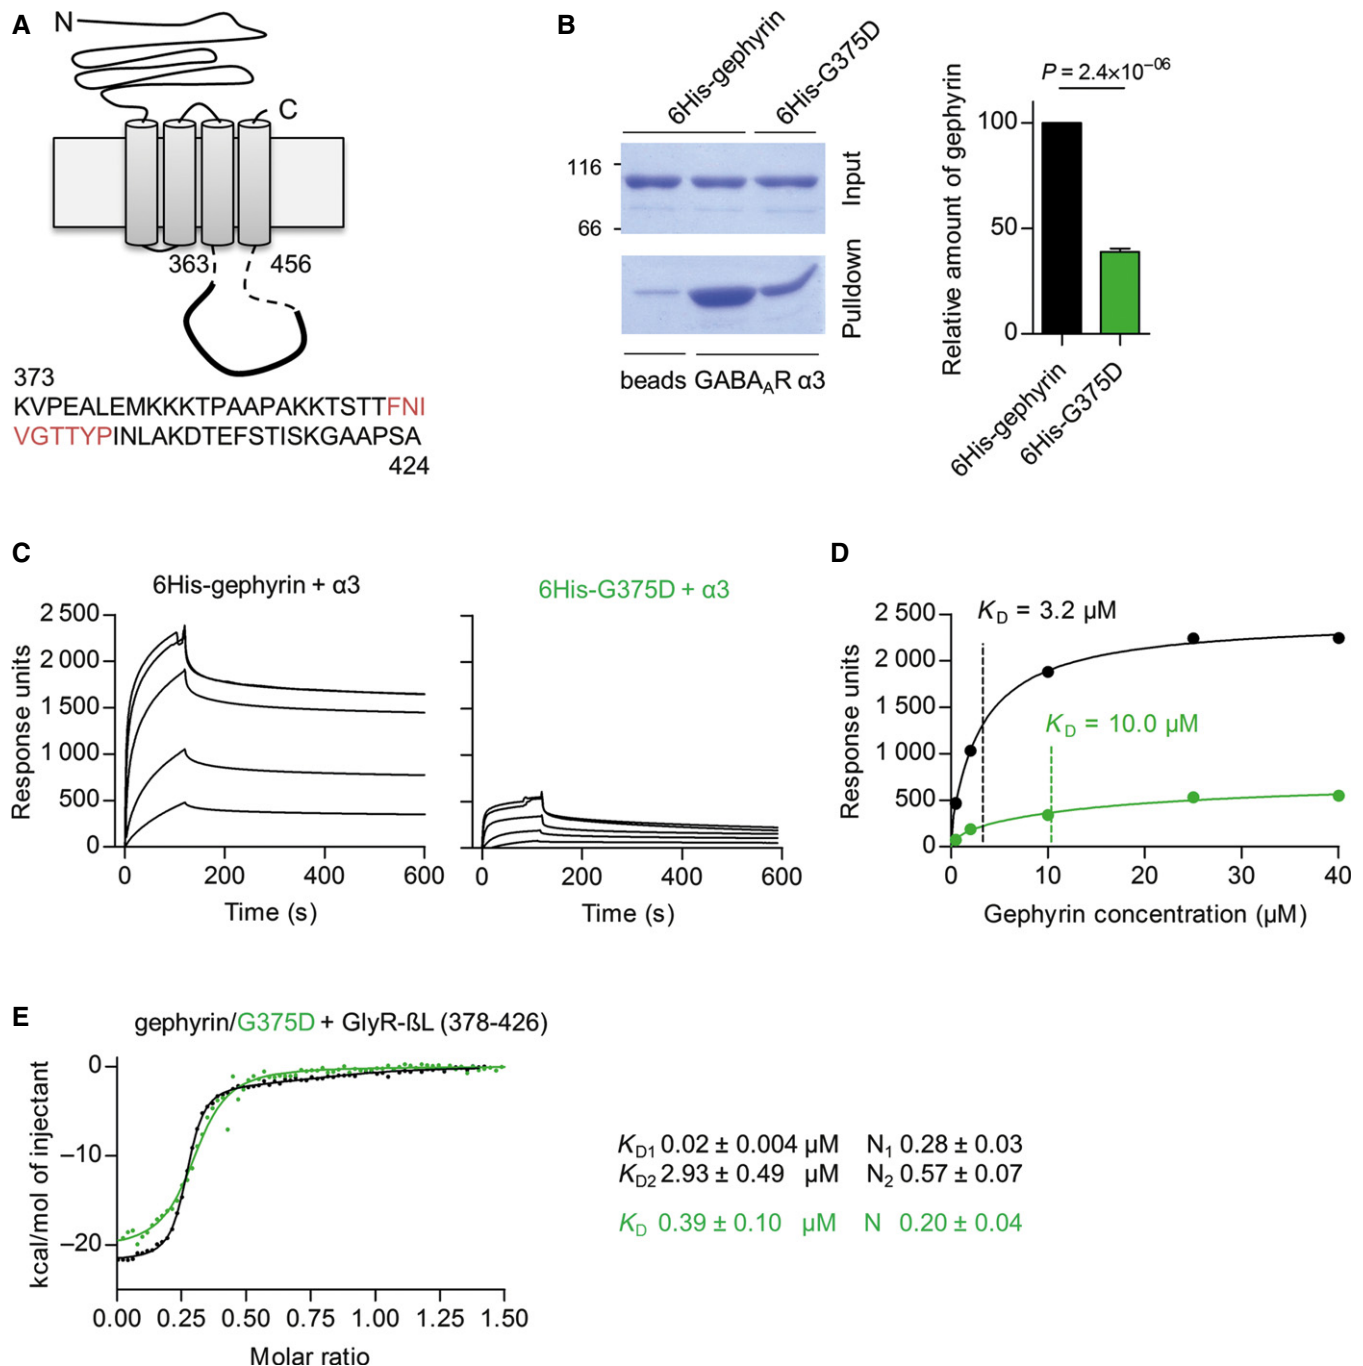 A
N
C
363
456
373
KVPEALEMKKKTPAAPAKKTSTTFNI
VGTTYPINLAKDTEFSTISKGAAPSA
424
B
6His-gephyrin
6His-G375D
116
66
Input
Pulldown
beads GABA_AR α3
P = 2.4×10⁻⁰⁶
Relative amount of gephyrin
100
50
0
6His-gephyrin
6His-G375D
C
6His-gephyrin + α3
Response units
2 500
2 000
1 500
1 000
500
0
0 200 400 600
Time (s)
6His-G375D + α3
0 200 400 600
Time (s)
D
Response units
2 500
2 000
1 500
1 000
500
0
K_D = 3.2 µM
K_D = 10.0 µM
0 10 20 30 40
Gephyrin concentration (µM)
E
gephyrin/G375D + GlyR-ßL (378-426)
kcal/mol of injectant
0
−10
−20
0.00 0.25 0.50 0.75 1.00 1.25 1.50
Molar ratio
K_D1 0.02 ± 0.004 µM N₁ 0.28 ± 0.03
K_D2 2.93 ± 0.49 µM N₂ 0.57 ± 0.07
K_D 0.39 ± 0.10 µM N 0.20 ± 0.04